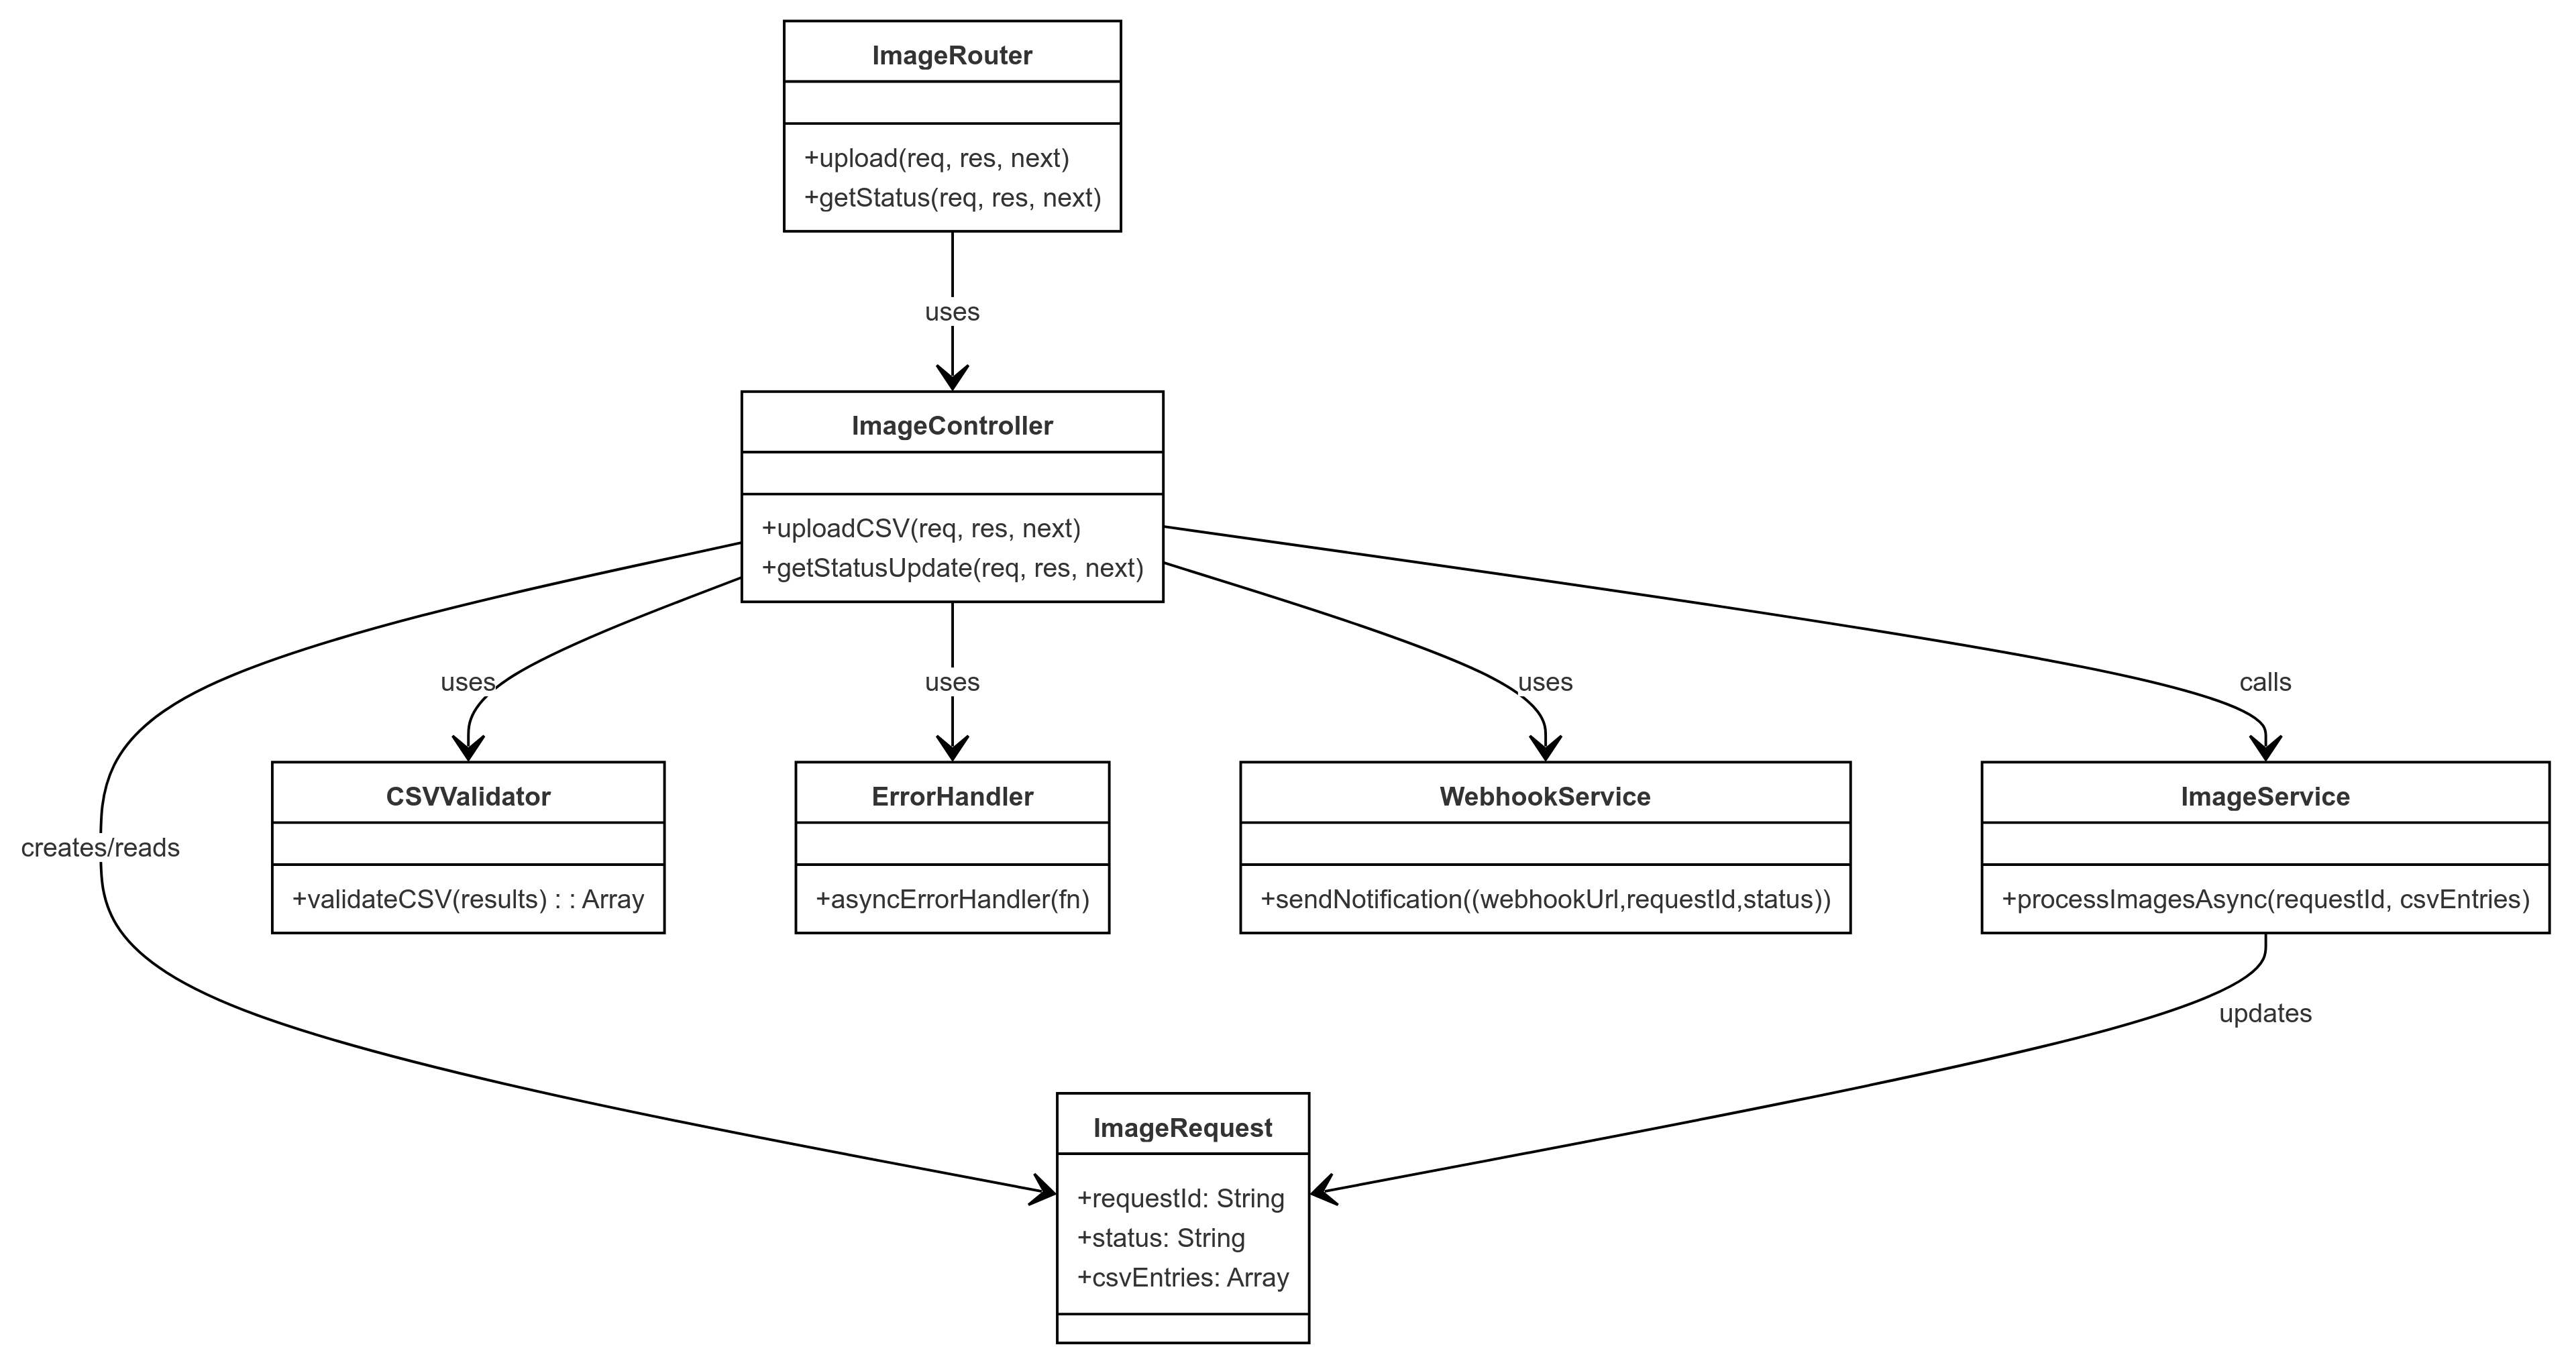 ImageRouter
+upload(req, res, next)
+getStatus(req, res, next)
uses
ImageController
+uploadCSV(req, res, next)
+getStatusUpdate(req, res, next)
uses
uses
uses
calls
creates/reads
CSVValidator
+validateCSV(results) : : Array
ErrorHandler
+asyncErrorHandler(fn)
WebhookService
+sendNotification((webhookUrl,requestId,status))
ImageService
+processImagesAsync(requestId, csvEntries)
updates
ImageRequest
+requestId: String
+status: String
+csvEntries: Array